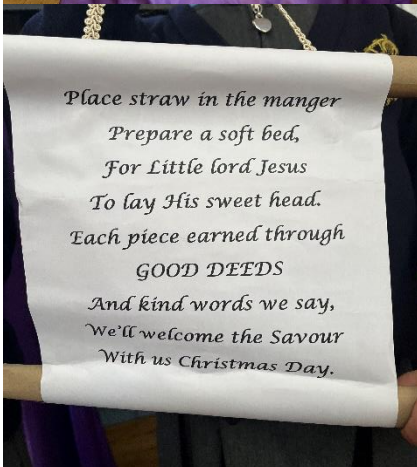 Place straw in the manger
Prepare a soft bed,
For Little lord Jesus
To lay His sweet head.
Each piece earned through
GOOD DEEDS
And kind words we say,
We'll welcome the Savour
With us Christmas Day.